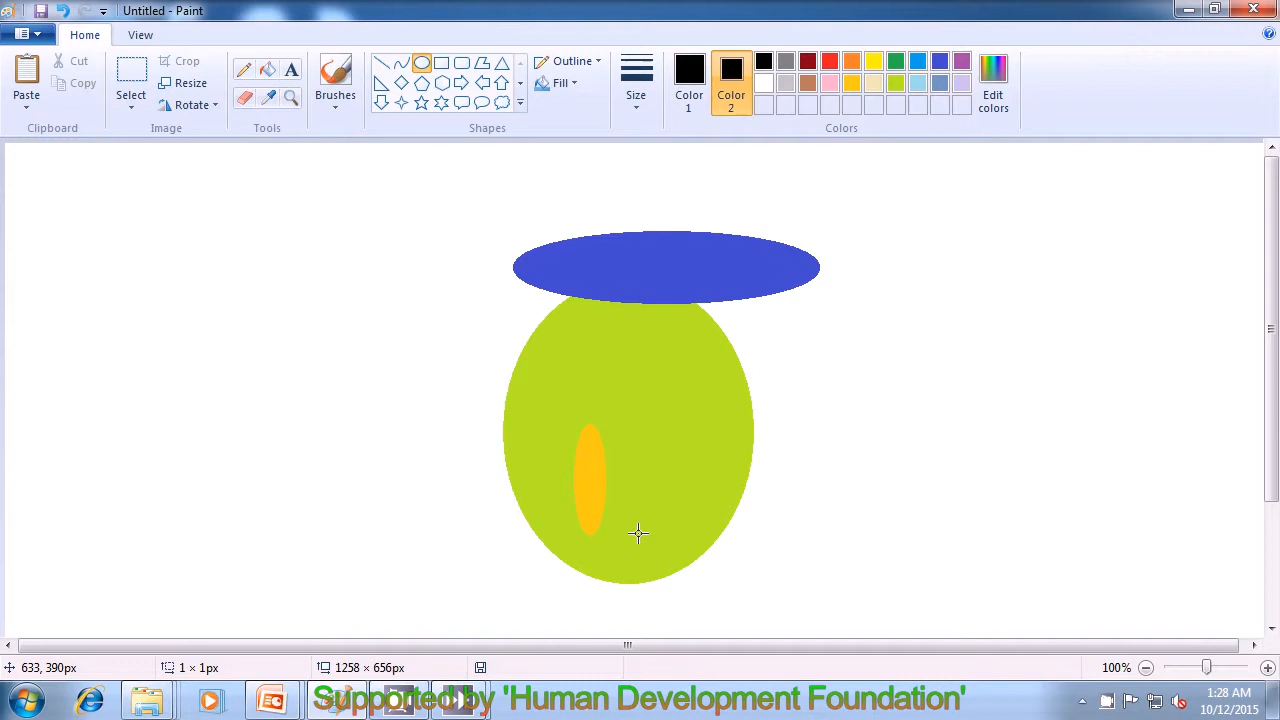 Untitled - Paint
Home View
Cut
Copy
Paste
Clipboard
Select
Crop
Resize
Rotate
Image
Tools
Brushes
Shapes
Outline
Fill
Size
Color 1
Color 2
Edit colors
Colors
633, 390px
1 × 1px
1258 × 656px
100%
Supported by 'Human Development Foundation'
1:28 AM
10/12/2015